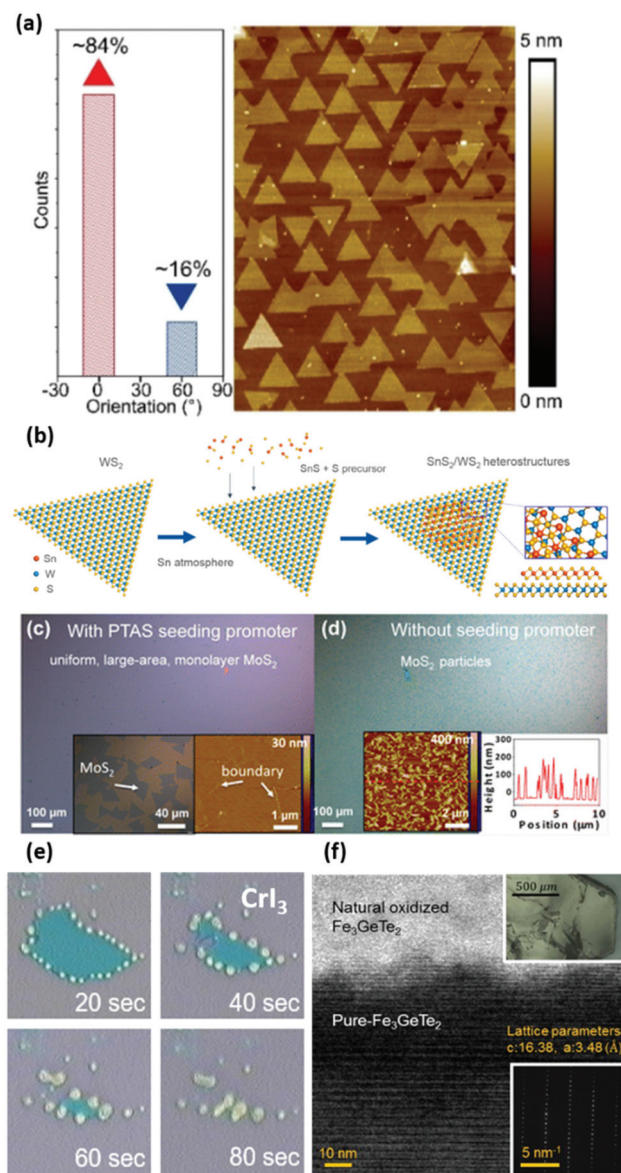 (a)
~84%
~16%
Counts
-30 0 30 60 90
Orientation (°)
5 nm
0 nm
(b)
WS2
SnS + S precursor
SnS2/WS2 heterostructures
Sn atmosphere
Sn
W
S
(c) With PTAS seeding promoter
uniform, large-area, monolayer MoS2
MoS2
40 μm
30 nm
boundary
1 μm
100 μm
(d) Without seeding promoter
MoS2 particles
400 nm
2 μm
100 μm
Height (nm)
300
200
100
0
0 5 10
Position (μm)
(e)
CrI3
20 sec
40 sec
60 sec
80 sec
(f)
Natural oxidized
Fe3GeTe2
500 μm
Pure-Fe3GeTe2
Lattice parameters
c:16.38, a:3.48 (Å)
10 nm
5 nm-1